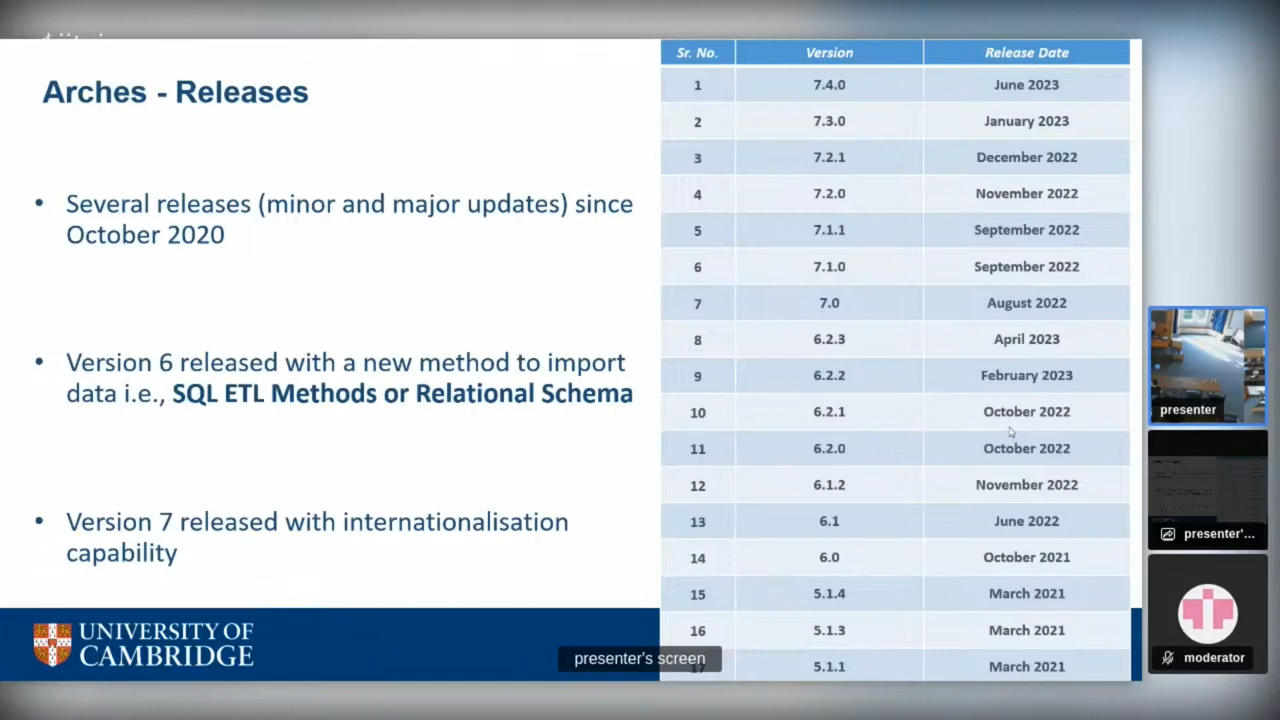 Arches - Releases
• Several releases (minor and major updates) since
October 2020
• Version 6 released with a new method to import
data i.e., SQL ETL Methods or Relational Schema
• Version 7 released with internationalisation
capability
UNIVERSITY OF
CAMBRIDGE
Sr. No. Version Release Date
1 7.4.0 June 2023
2 7.3.0 January 2023
3 7.2.1 December 2022
4 7.2.0 November 2022
5 7.1.1 September 2022
6 7.1.0 September 2022
7 7.0 August 2022
8 6.2.3 April 2023
9 6.2.2 February 2023
10 6.2.1 October 2022
11 6.2.0 October 2022
12 6.1.2 November 2022
13 6.1 June 2022
14 6.0 October 2021
15 5.1.4 March 2021
16 5.1.3 March 2021
17 5.1.1 March 2021
presenter's screen
presenter
presenter'...
moderator